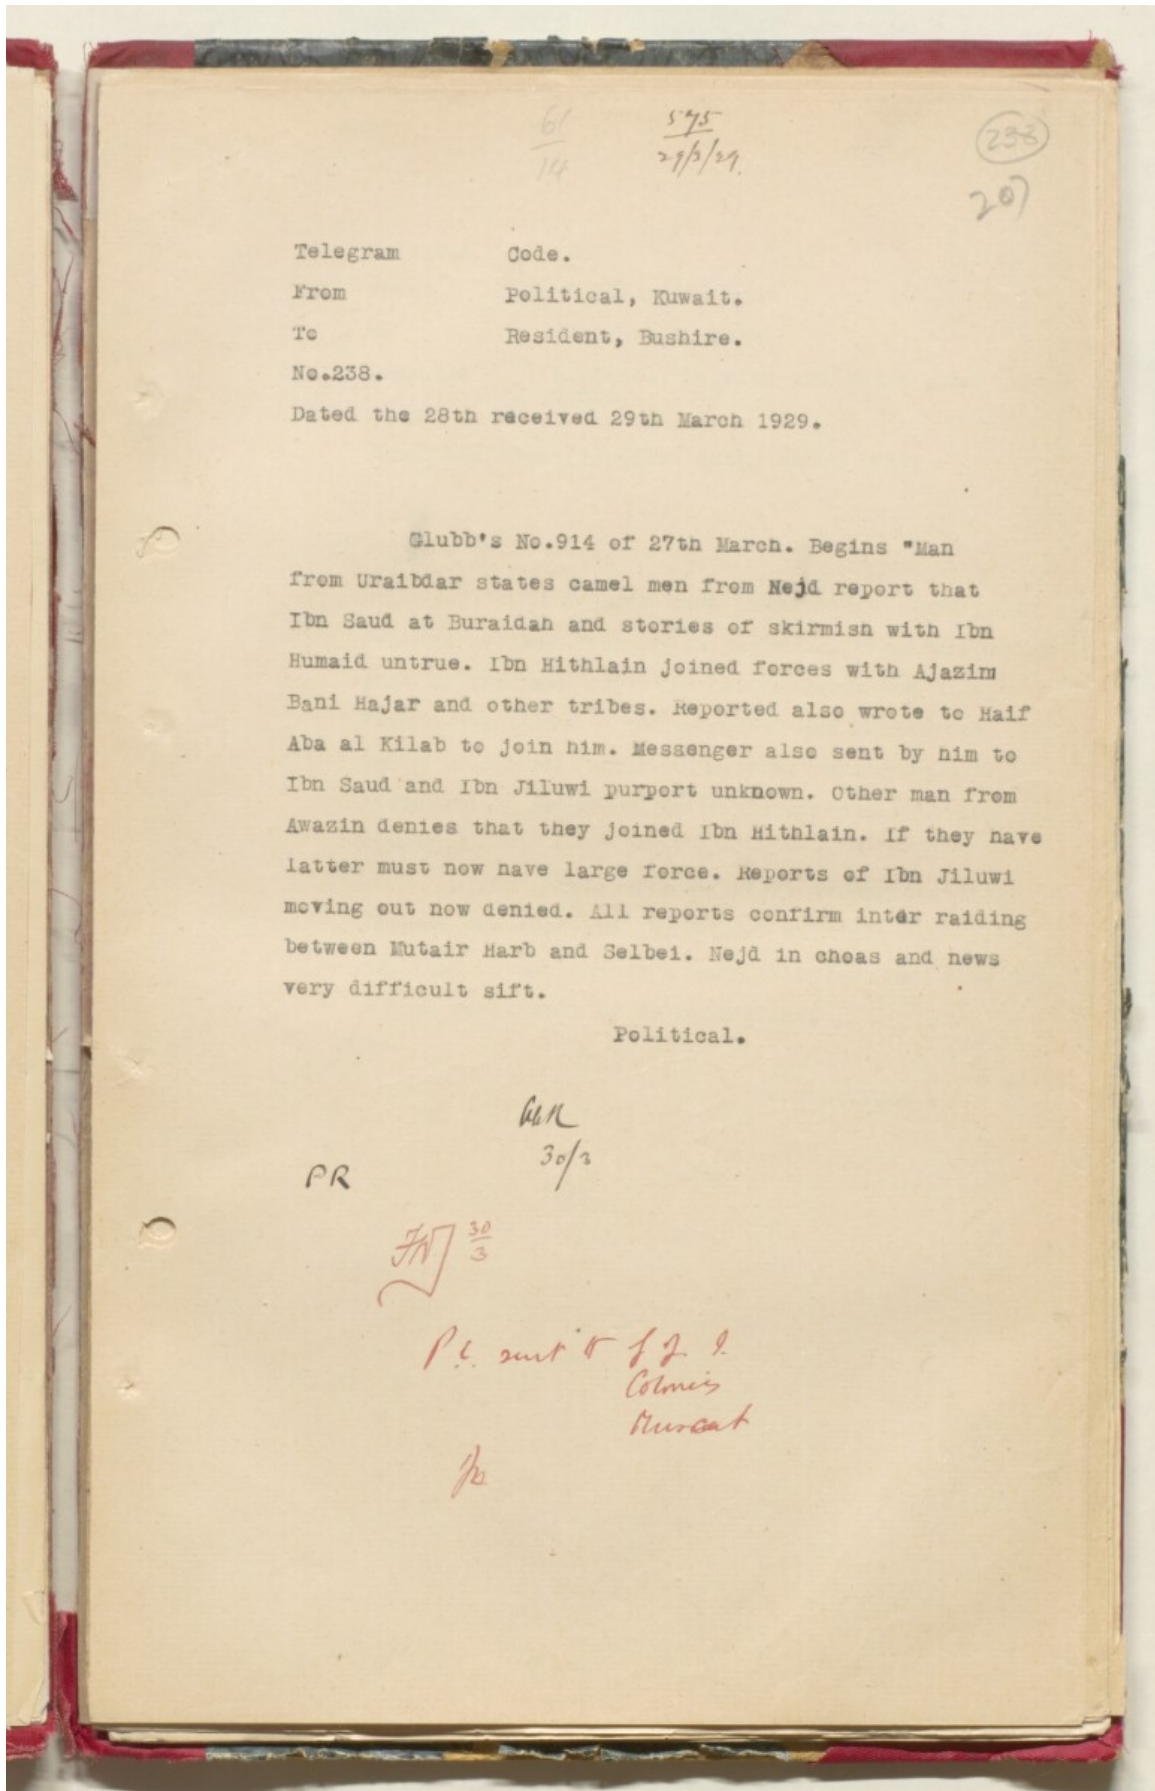 61
14
575
29/3/29.
238
207
Telegram Code.
From Political, Kuwait.
To Resident, Bushire.
No.238.
Dated the 28th received 29th March 1929.
Glubb's No.914 of 27th March. Begins "Man
from Uraibdar states camel men from Nejd report that
Ibn Saud at Buraidah and stories of skirmish with Ibn
Humaid untrue. Ibn Hithlain joined forces with Ajazim
Bani Hajar and other tribes. Reported also wrote to Haif
Aba al Kilab to join him. Messenger also sent by him to
Ibn Saud and Ibn Jiluwi purport unknown. Other man from
Awazin denies that they joined Ibn Hithlain. If they have
latter must now have large force. Reports of Ibn Jiluwi
moving out now denied. All reports confirm inter raiding
between Mutair Harb and Selbei. Nejd in choas and news
very difficult sift.
Political.
30/3
PR
30
3
P.C. sent to
Colonies
Muscat